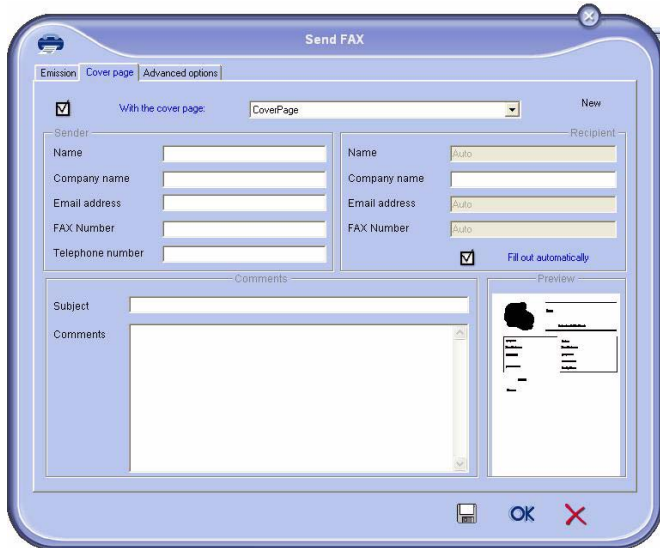 Send FAX
Emission Cover page Advanced options
With the cover page: CoverPage New
Sender Recipient
Name Name Auto
Company name Company name
Email address Email address Auto
FAX Number FAX Number Auto
Telephone number Fill out automatically
Comments Preview
Subject
Comments
OK